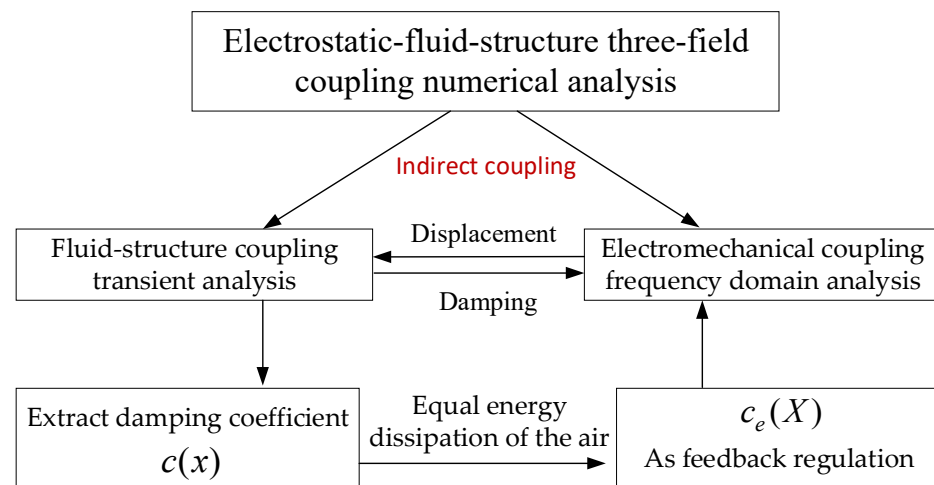 Electrostatic-fluid-structure three-field
coupling numerical analysis
Indirect coupling
Fluid-structure coupling
transient analysis
Displacement
Damping
Electromechanical coupling
frequency domain analysis
Extract damping coefficient
c(x)
Equal energy
dissipation of the air
c_e(X)
As feedback regulation